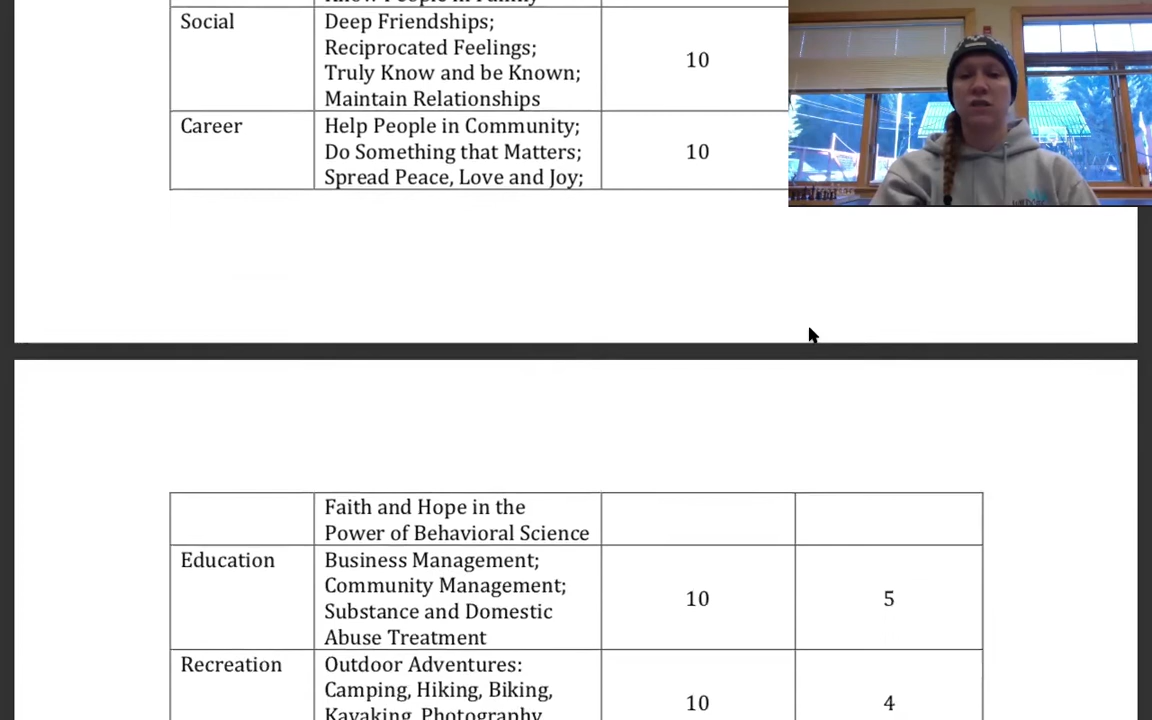 Social
Deep Friendships;
Reciprocated Feelings;
Truly Know and be Known;
Maintain Relationships
10
Career
Help People in Community;
Do Something that Matters;
Spread Peace, Love and Joy;
10
Faith and Hope in the
Power of Behavioral Science
Education
Business Management;
Community Management;
Substance and Domestic
Abuse Treatment
10
5
Recreation
Outdoor Adventures:
Camping, Hiking, Biking,
Kayaking, Photography
10
4